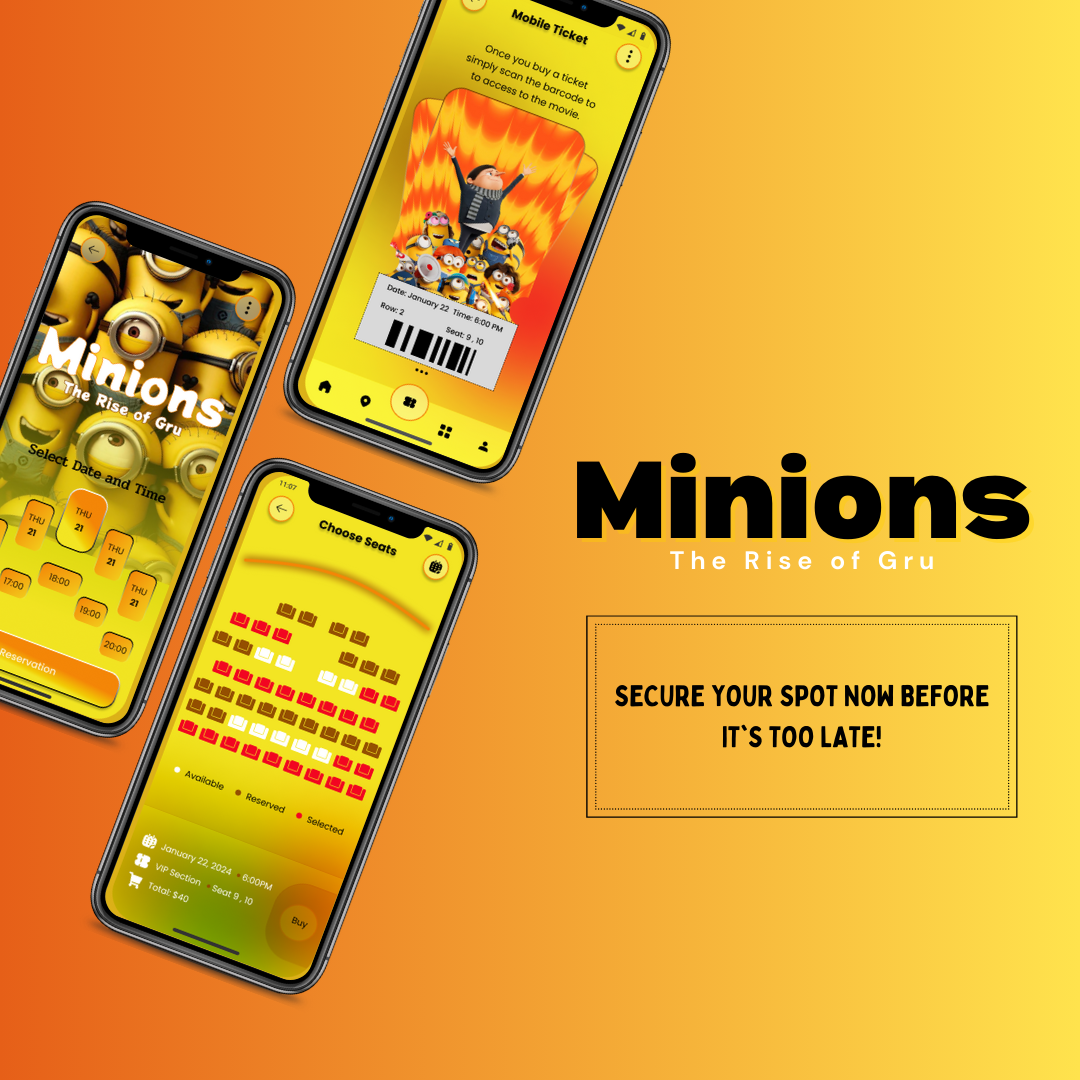 Mobile Ticket
Once you buy a ticket
simply scan the barcode to
to access to the movie.
Date: January 22 Time: 6:00 PM
Row: 2
Seat: 9 , 10
Minions
The Rise of Gru
Select Date and Time
THU
21
THU
21
THU
21
THU
21
17:00
18:00
19:00
20:00
Reservation
11:07
Choose Seats
Available
Reserved
Selected
January 22, 2024 • 6:00PM
VIP Section • Seat 9 , 10
Total: $40
Buy
Minions
The Rise of Gru
SECURE YOUR SPOT NOW BEFORE
IT`S TOO LATE!